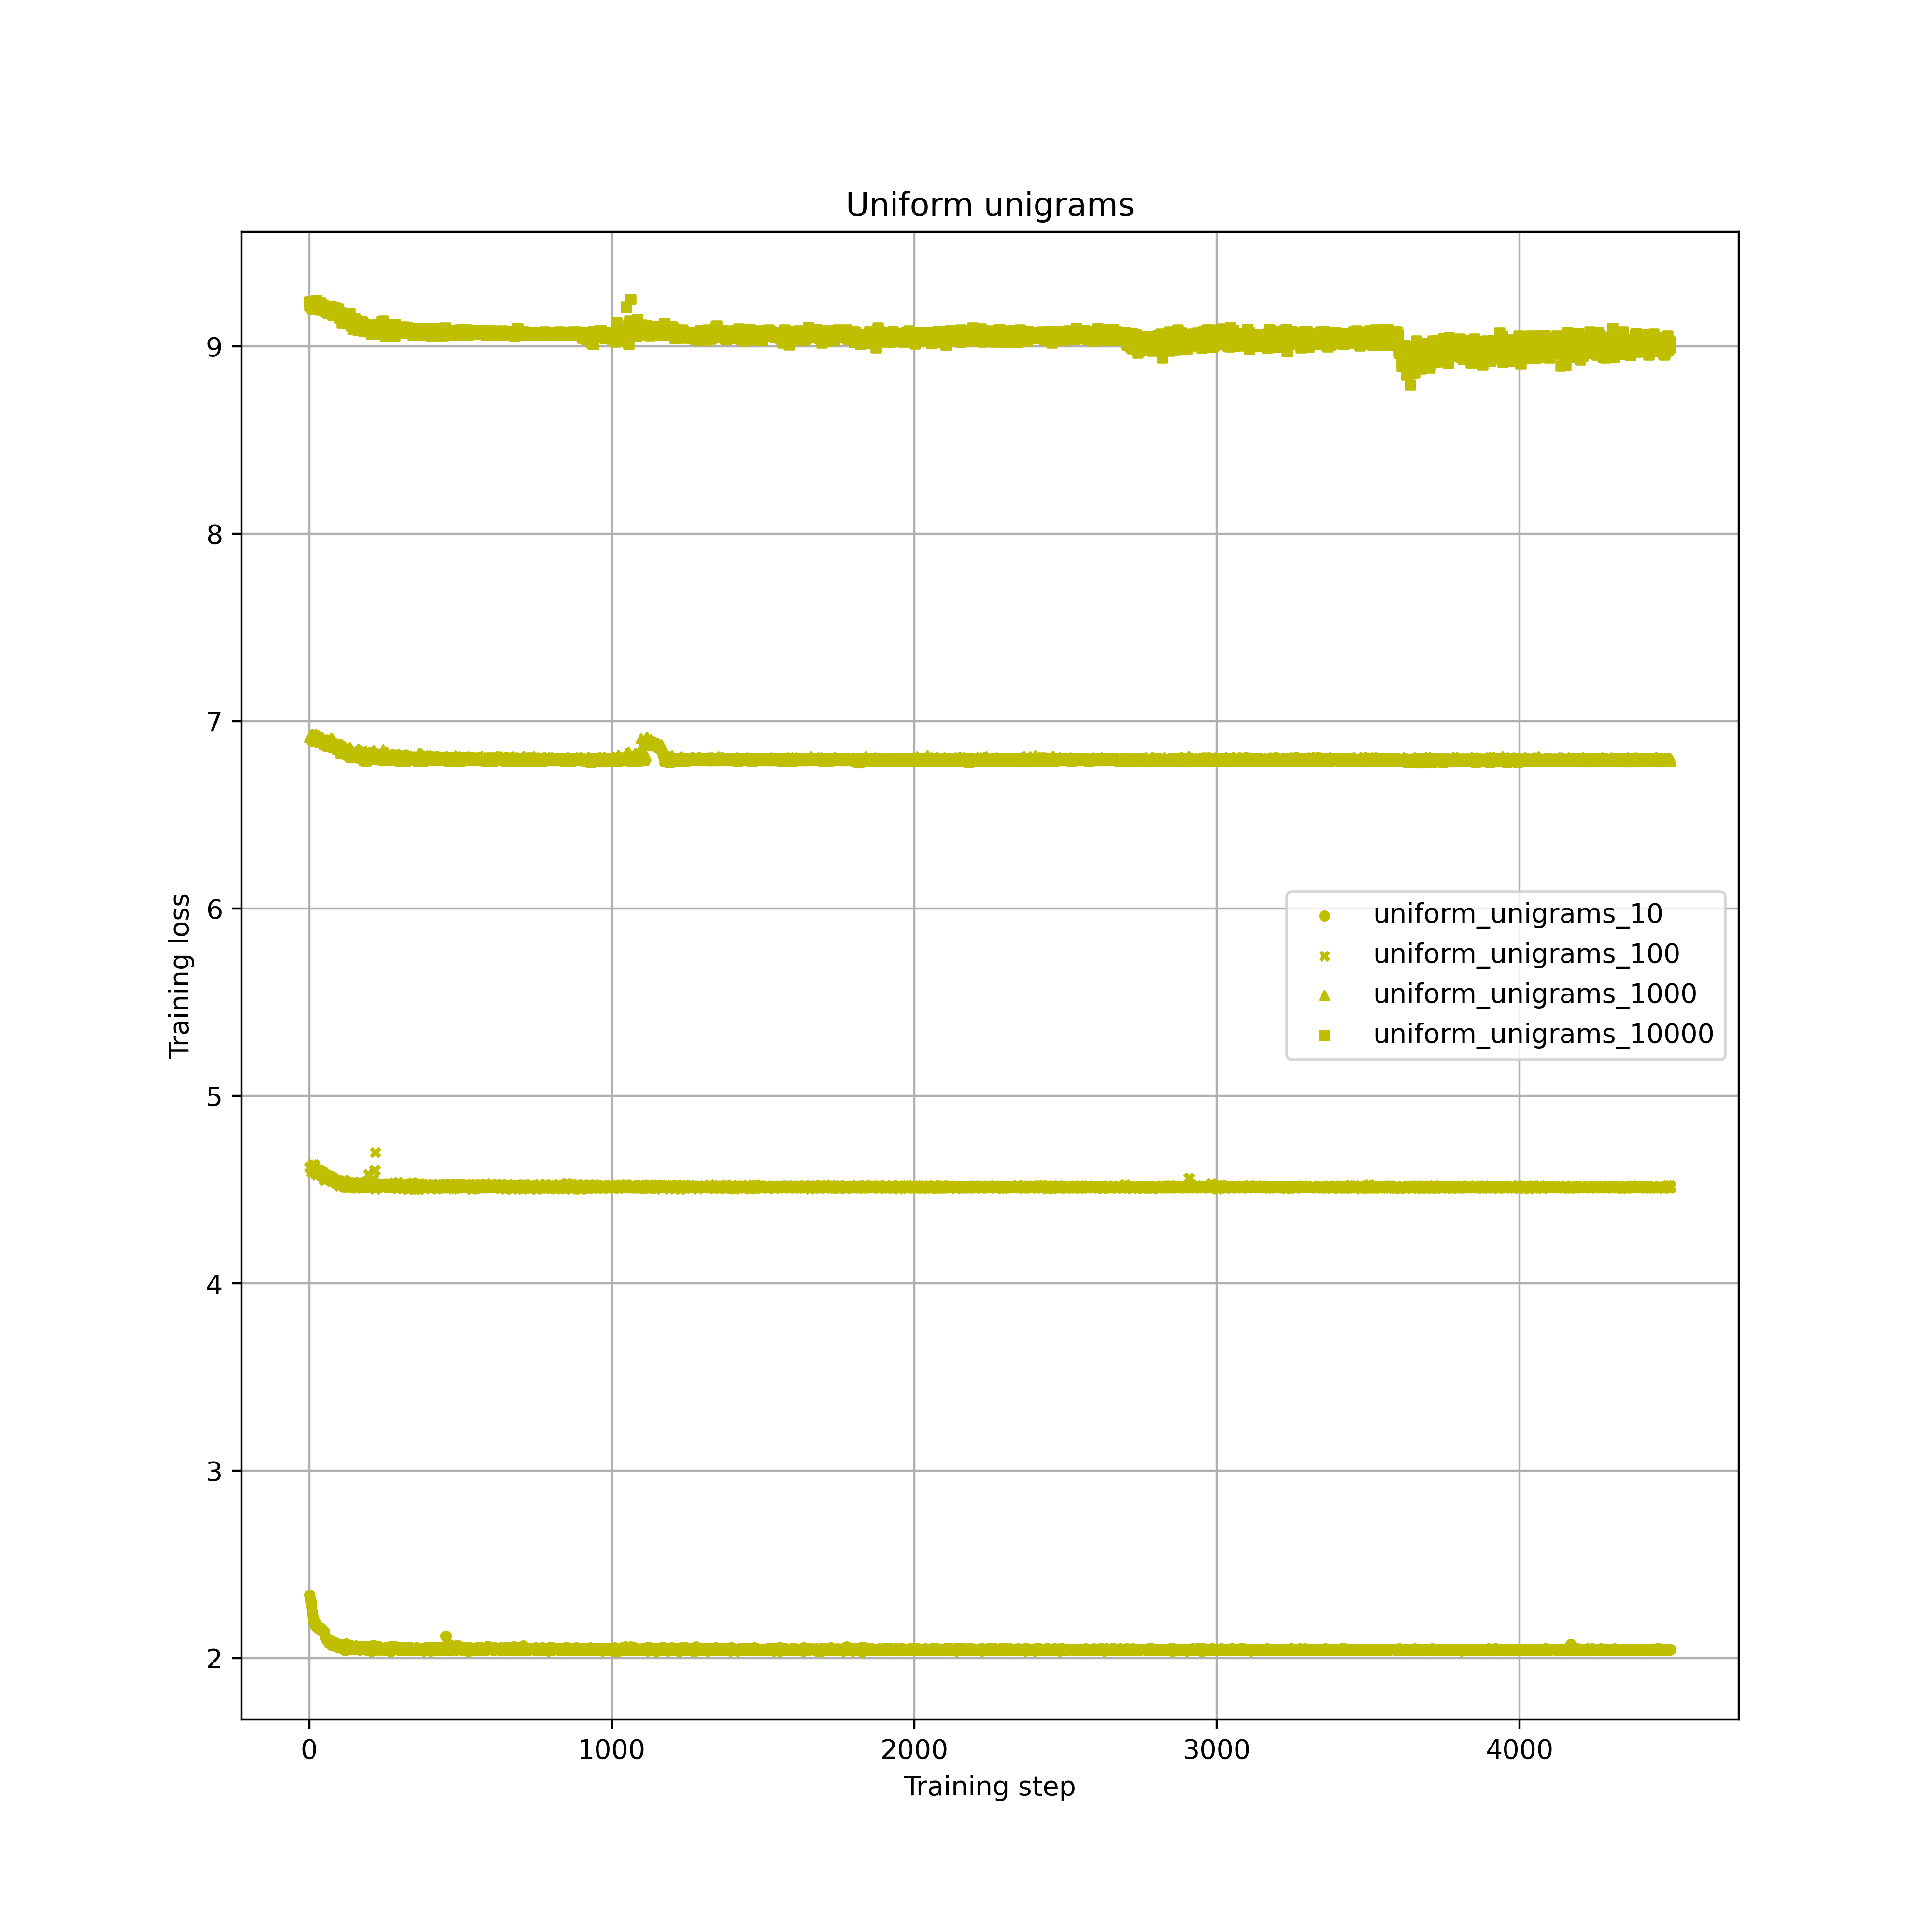 Uniform unigrams
9
8
7
6
5
4
3
2
Training loss
uniform_unigrams_10
uniform_unigrams_100
uniform_unigrams_1000
uniform_unigrams_10000
0 1000 2000 3000 4000
Training step